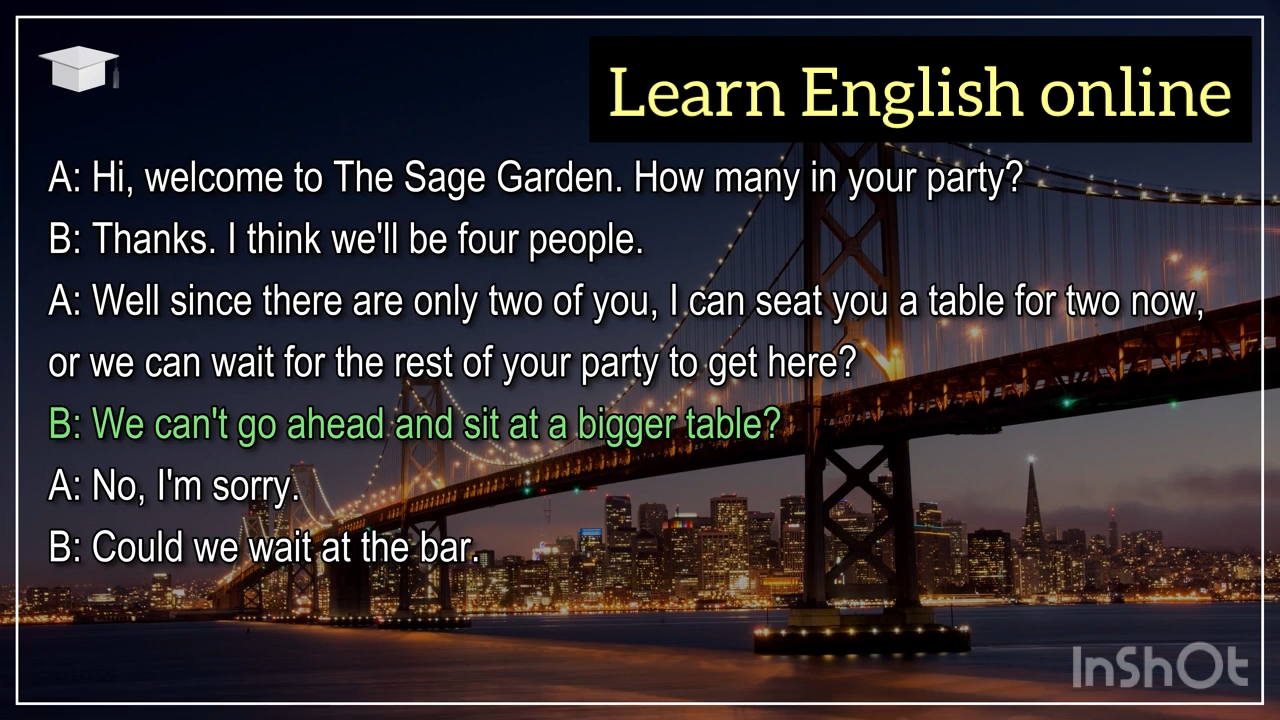 Learn English online
A: Hi, welcome to The Sage Garden. How many in your party?
B: Thanks. I think we'll be four people.
A: Well since there are only two of you, I can seat you a table for two now,
or we can wait for the rest of your party to get here?
B: We can't go ahead and sit at a bigger table?
A: No, I'm sorry.
B: Could we wait at the bar.
InShOt